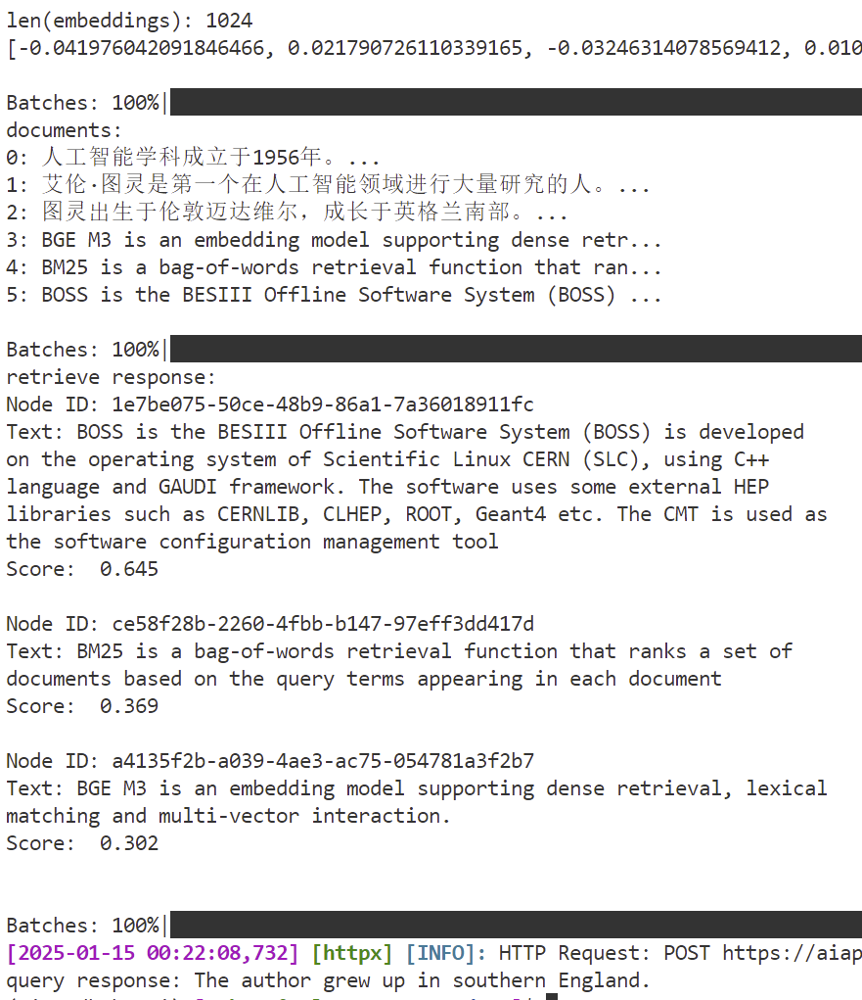 len(embeddings): 1024
[-0.041976042091846466, 0.021790726110339165, -0.03246314078569412, 0.010
Batches: 100%|
documents:
0: 人工智能学科成立于1956年。...
1: 艾伦·图灵是第一个在人工智能领域进行大量研究的人。...
2: 图灵出生于伦敦迈达维尔，成长于英格兰南部。...
3: BGE M3 is an embedding model supporting dense retr...
4: BM25 is a bag-of-words retrieval function that ran...
5: BOSS is the BESIII Offline Software System (BOSS) ...
Batches: 100%|
retrieve response:
Node ID: 1e7be075-50ce-48b9-86a1-7a36018911fc
Text: BOSS is the BESIII Offline Software System (BOSS) is developed
on the operating system of Scientific Linux CERN (SLC), using C++
language and GAUDI framework. The software uses some external HEP
libraries such as CERNLIB, CLHEP, ROOT, Geant4 etc. The CMT is used as
the software configuration management tool
Score:  0.645
Node ID: ce58f28b-2260-4fbb-b147-97eff3dd417d
Text: BM25 is a bag-of-words retrieval function that ranks a set of
documents based on the query terms appearing in each document
Score:  0.369
Node ID: a4135f2b-a039-4ae3-ac75-054781a3f2b7
Text: BGE M3 is an embedding model supporting dense retrieval, lexical
matching and multi-vector interaction.
Score:  0.302
Batches: 100%|
[2025-01-15 00:22:08,732] [httpx] [INFO]: HTTP Request: POST https://aiap
query response: The author grew up in southern England.